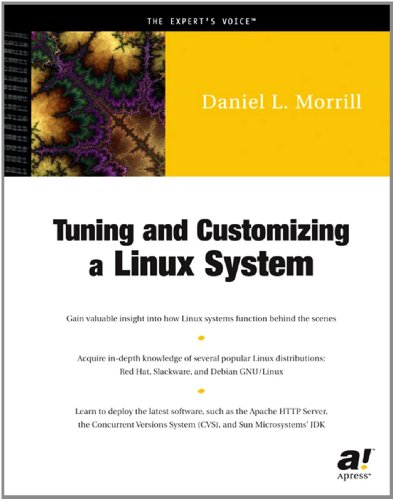 THE EXPERT'S VOICE™
Daniel L. Morrill
Tuning and Customizing
a Linux System
Gain valuable insight into how Linux systems function behind the scenes
Acquire in-depth knowledge of several popular Linux distributions:
Red Hat, Slackware, and Debian GNU/Linux
Learn to deploy the latest software, such as the Apache HTTP Server,
the Concurrent Versions System (CVS), and Sun Microsystems' JDK
a!
Apress™